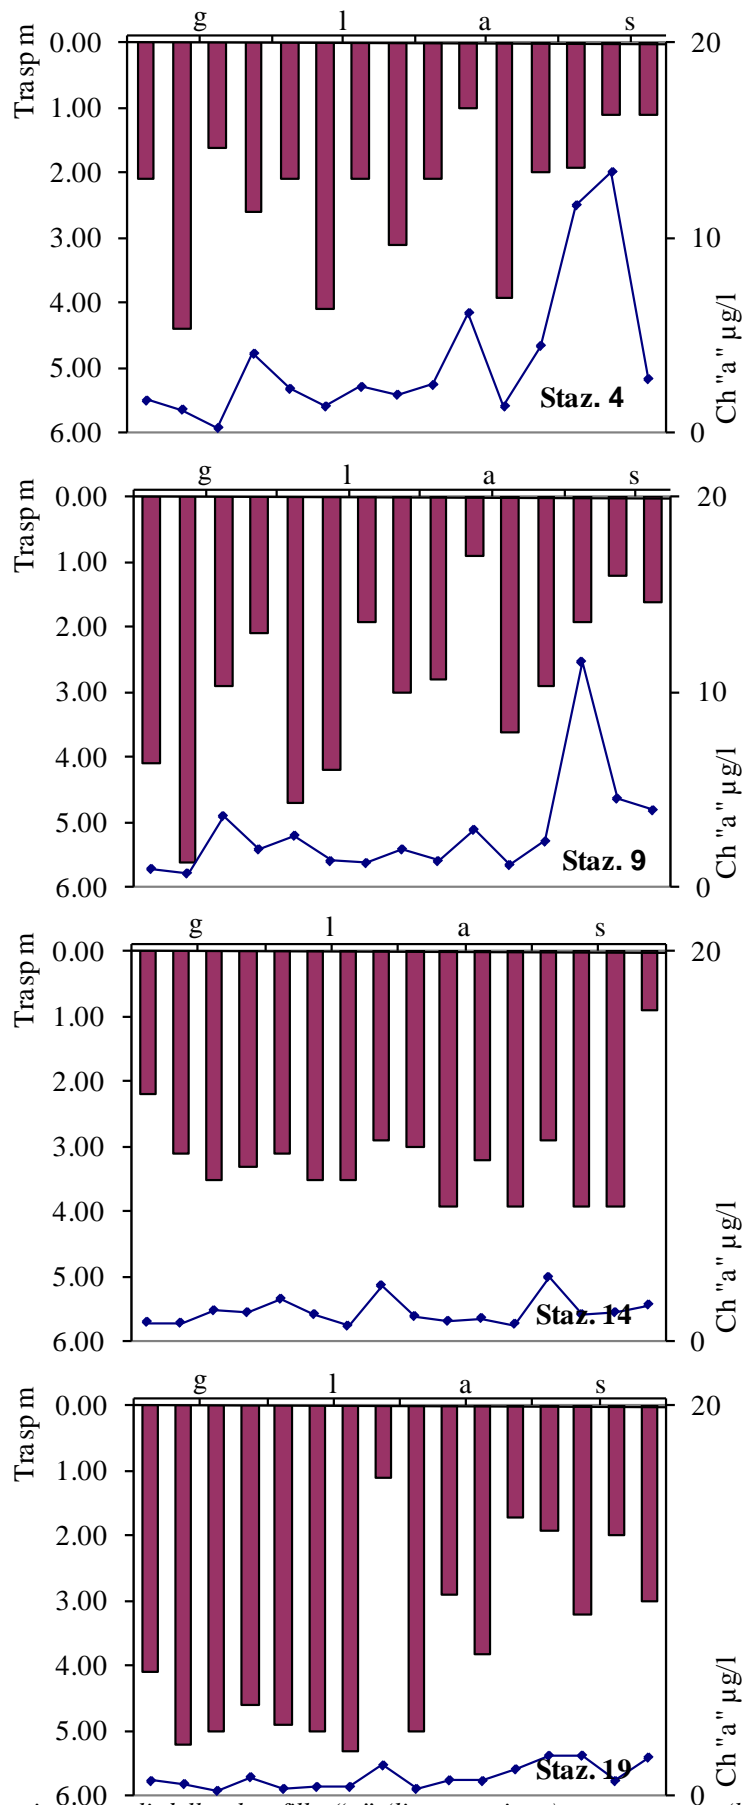 g l a s
0.00 20
Trasp m
1.00
2.00
3.00 10
4.00
5.00
Ch "a" µg/l
Staz. 4
6.00 0
g l a s
0.00 20
Trasp m
1.00
2.00
3.00 10
4.00
5.00
Ch "a" µg/l
Staz. 9
6.00 0
g l a s
0.00 20
Trasp m
1.00
2.00
3.00
4.00
5.00
Ch "a" µg/l
Staz. 14
6.00 0
g l a s
0.00 20
Trasp m
1.00
2.00
3.00
4.00
5.00
Ch "a" µg/l
Staz. 19
6.00 0